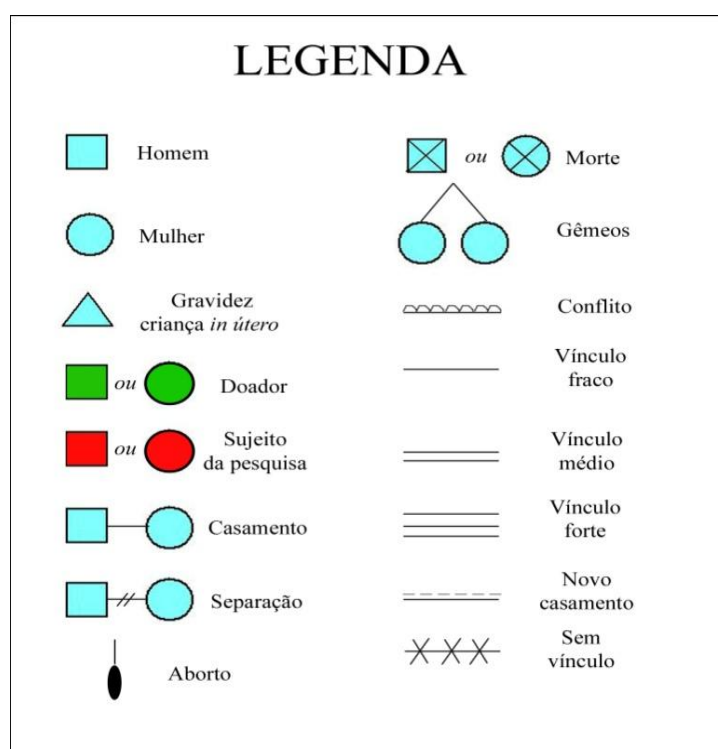 LEGENDA
Homem
Mulher
Gravidez
criança in útero
ou
Doador
ou
Sujeito
da pesquisa
Casamento
Separação
Aborto
ou
Morte
Gêmeos
Conflito
Vínculo
fraco
Vínculo
médio
Vínculo
forte
Novo
casamento
Sem
vínculo